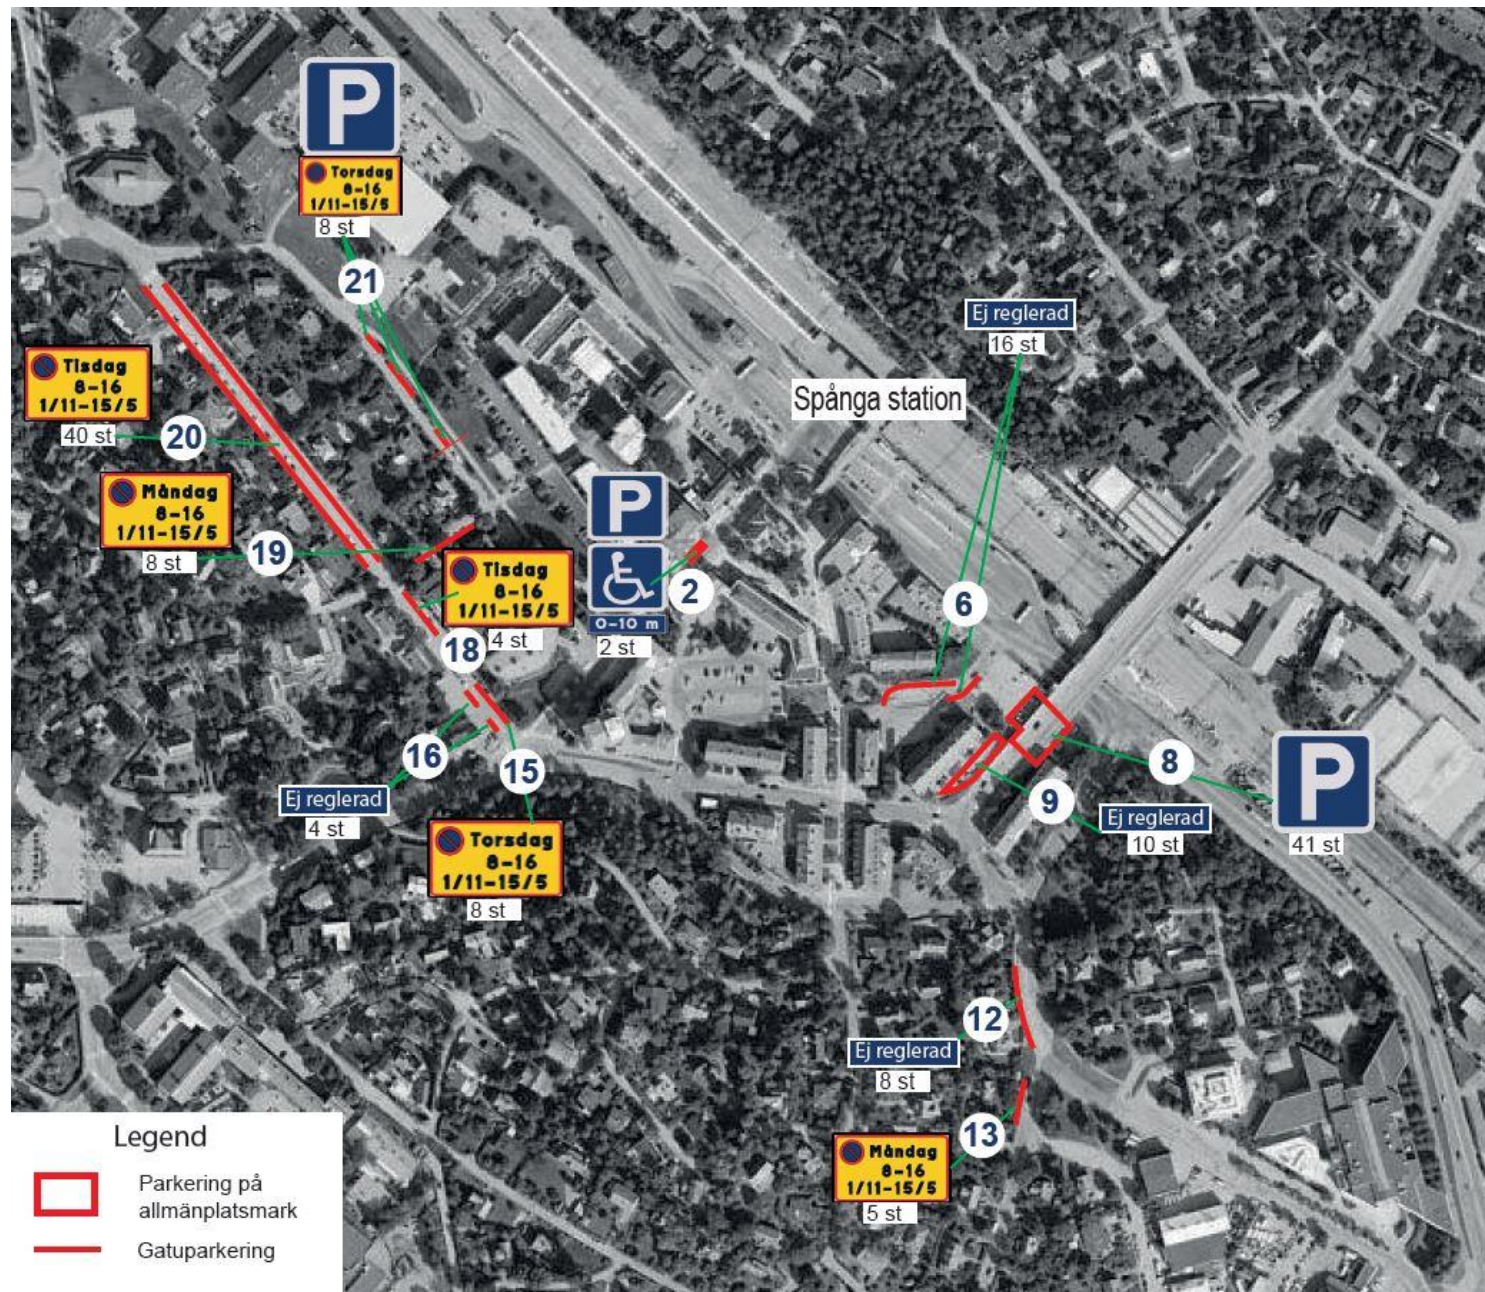 P
Torsdag
8-16
1/11-15/5
8 st
21
Ej reglerad
16 st
Tisdag
8-16
1/11-15/5
40 st
20
Spånga station
Måndag
8-16
1/11-15/5
8 st
19
P
0-10 m
2 st
2
Tisdag
8-16
1/11-15/5
4 st
18
6
16
Ej reglerad
4 st
15
Torsdag
8-16
1/11-15/5
8 st
8
P
41 st
9
Ej reglerad
10 st
12
Ej reglerad
8 st
13
Måndag
8-16
1/11-15/5
5 st
Legend
Parkering på
allmänplatsmark
Gatuparkering